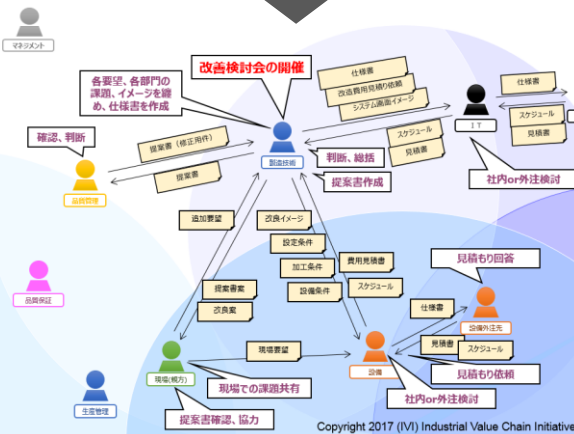 マネジメント
各要望、各部門の
課題、イメージを纏
め、仕様書を作成
改善検討会の開催
仕様書
改造費用見積り依頼
システム画面イメージ
仕様書
IT
スケジュール
見積書
スケジュール
見積書
確認、判断
提案書（修正用件）
提案書
品質管理
製造技術
判断、総括
提案書作成
社内or外注検討
追加要望
改良イメージ
設定条件
加工条件
設備条件
費用見積書
スケジュール
見積もり回答
品質保証
提案書案
改良案
仕様書
設備外注先
見積書
スケジュール
現場要望
見積もり依頼
現場(親方)
設備
現場での課題共有
社内or外注検討
生産管理
提案書確認、協力
Copyright 2017 (IVI) Industrial Value Chain Initiative